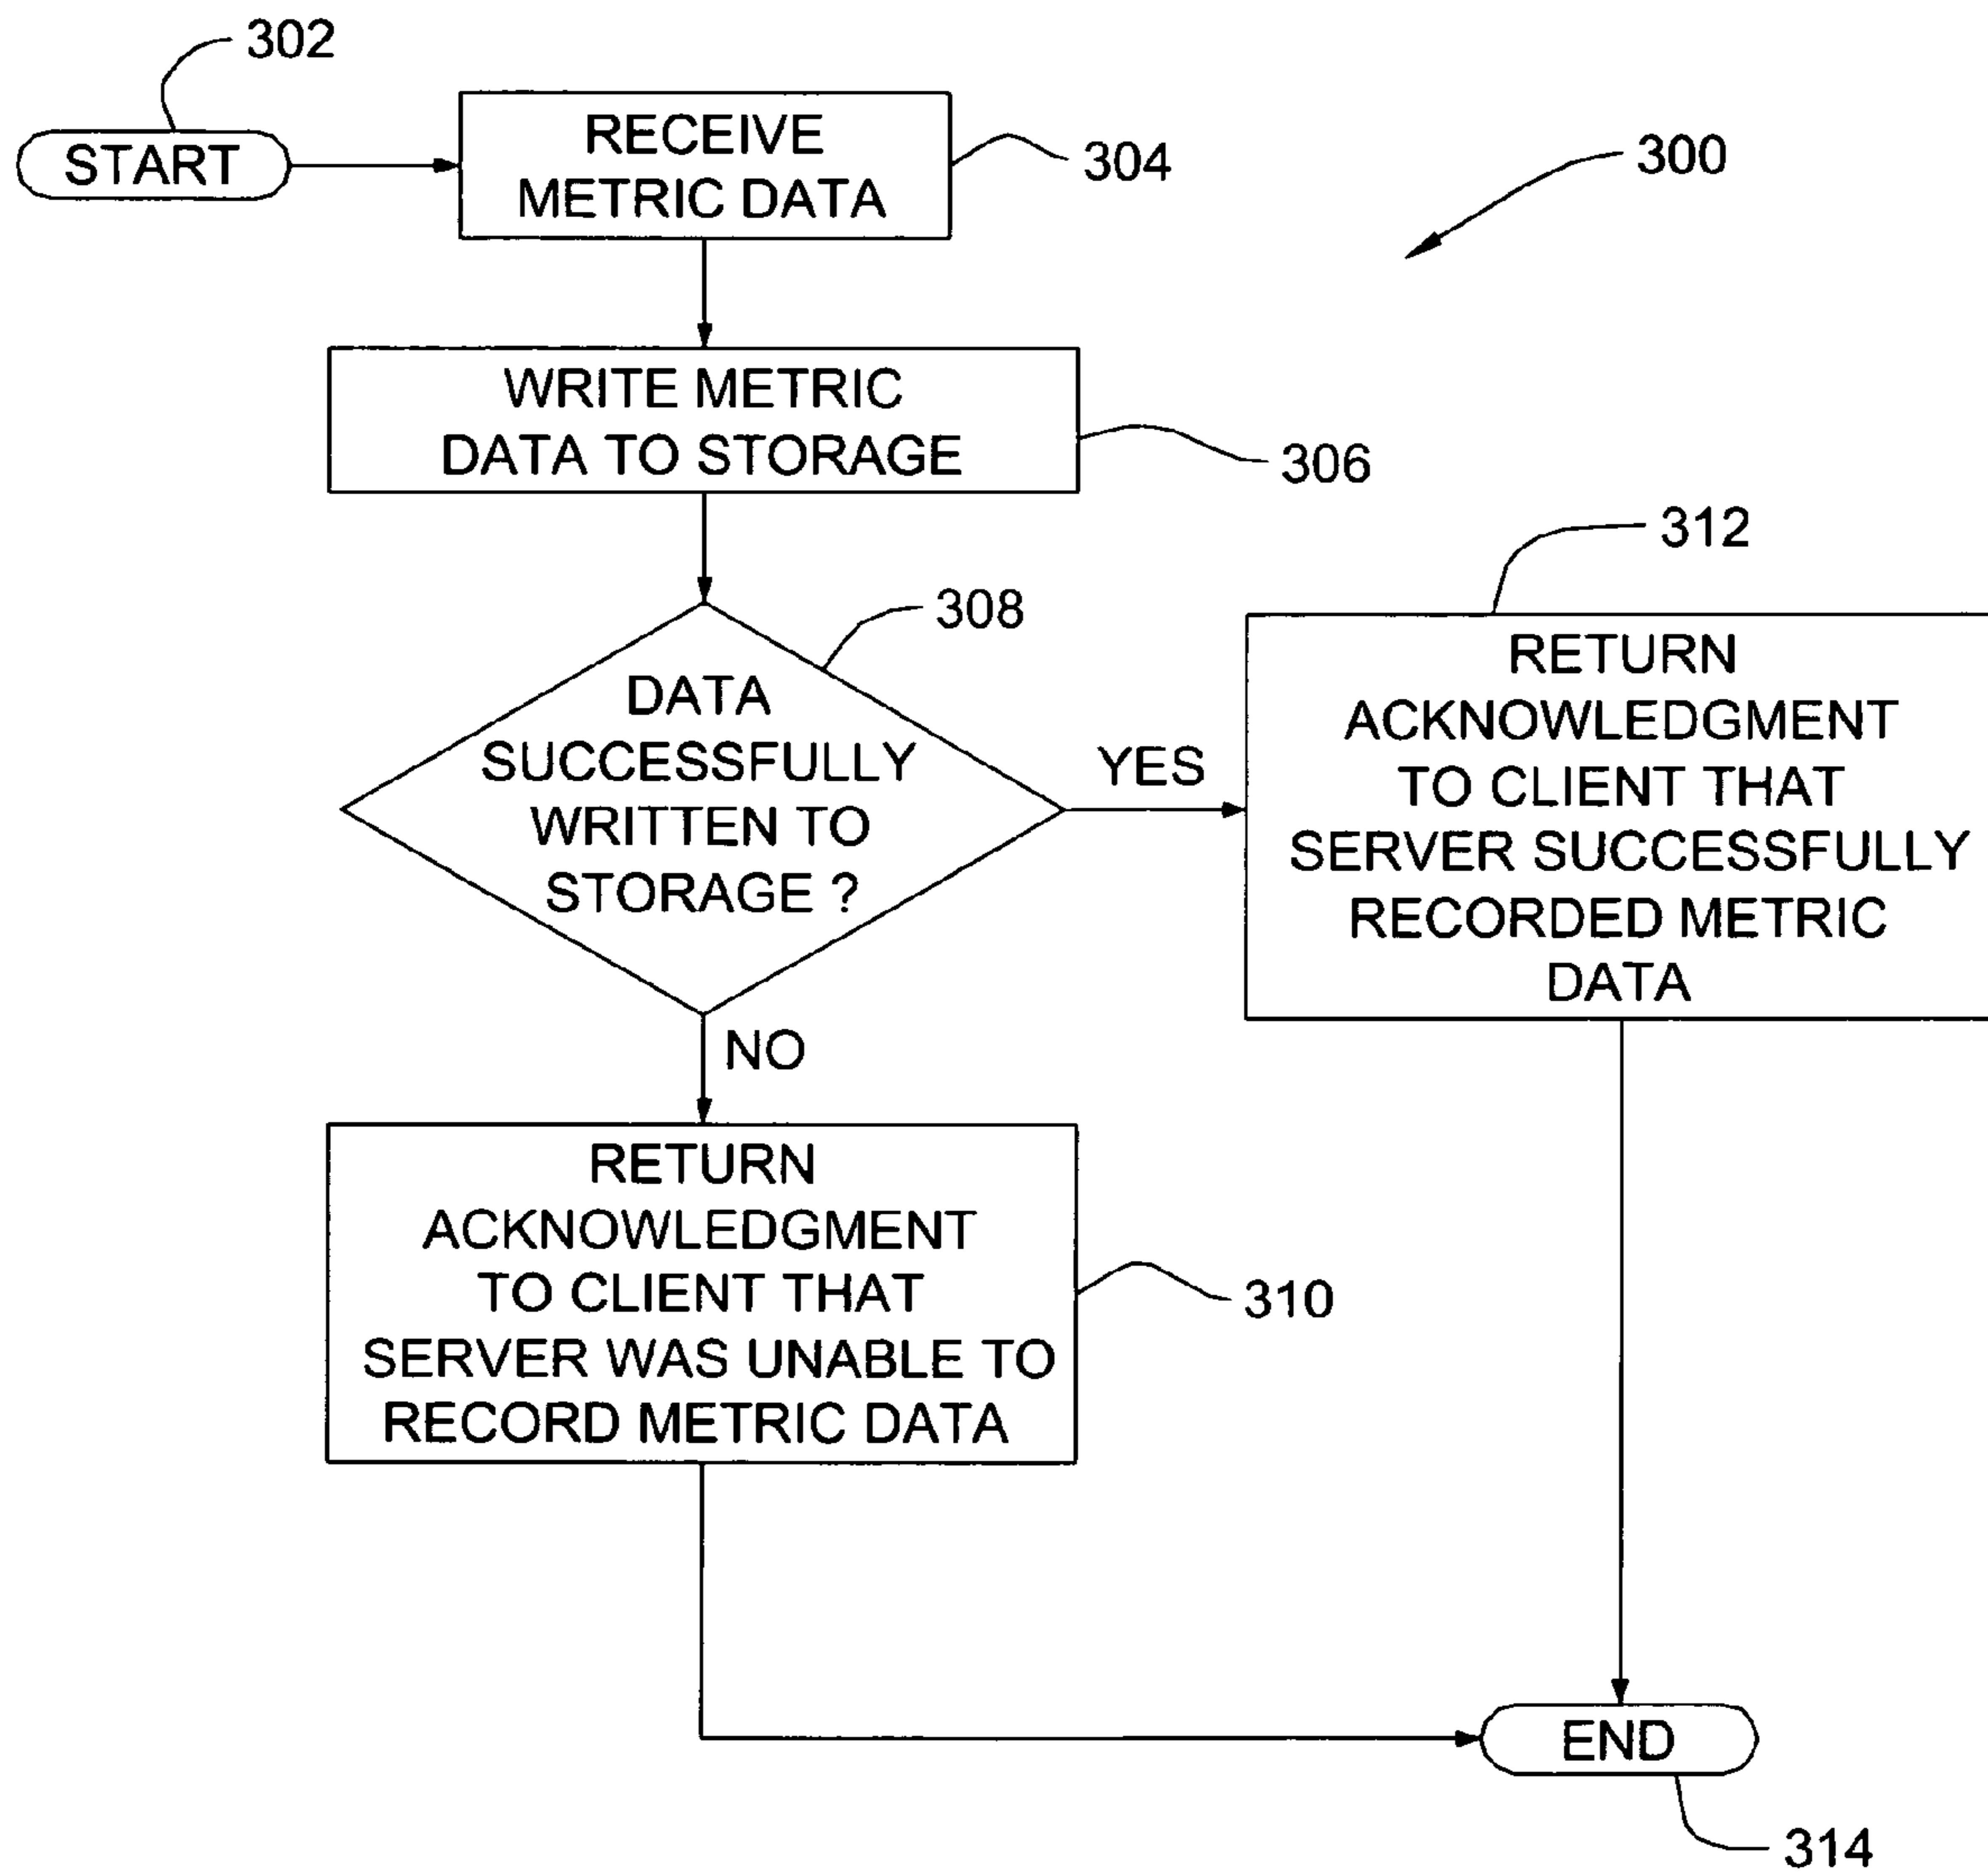 302
START
RECEIVE
METRIC DATA
304
300
WRITE METRIC
DATA TO STORAGE
306
308
DATA
SUCCESSFULLY
WRITTEN TO
STORAGE ?
YES
312
RETURN
ACKNOWLEDGMENT
TO CLIENT THAT
SERVER SUCCESSFULLY
RECORDED METRIC
DATA
NO
RETURN
ACKNOWLEDGMENT
TO CLIENT THAT
SERVER WAS UNABLE TO
RECORD METRIC DATA
310
END
314